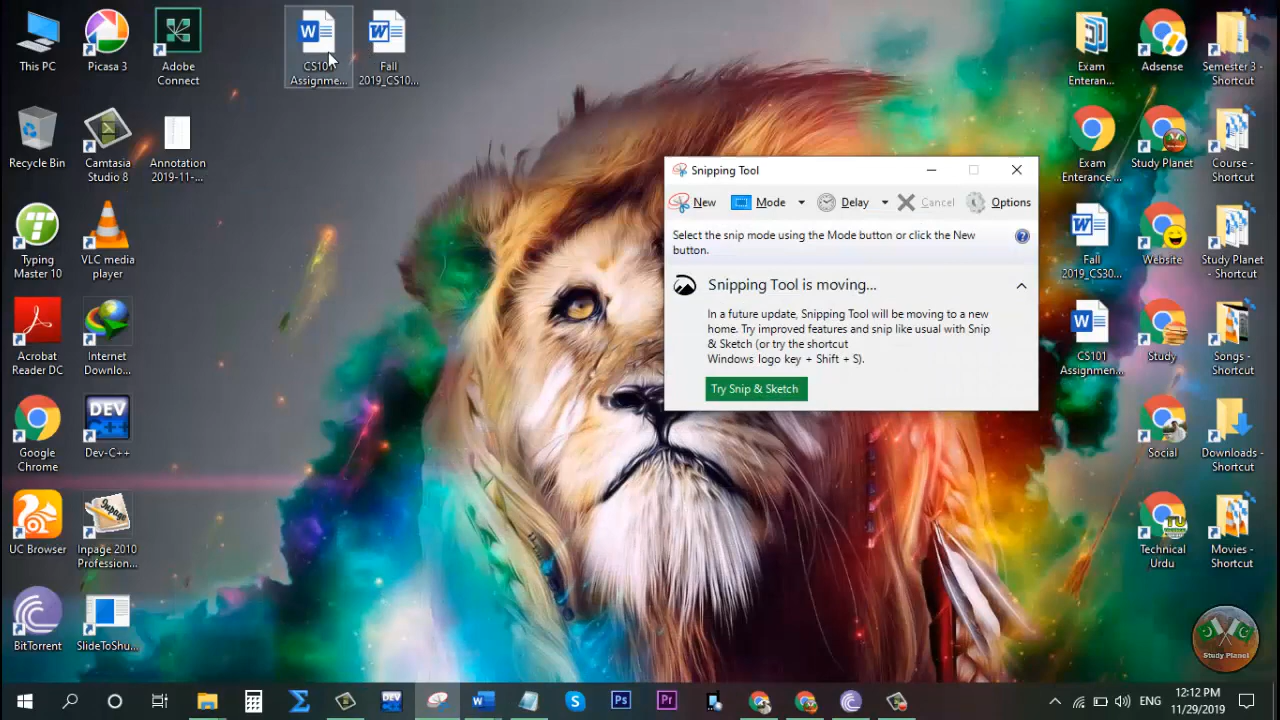 This PC
Picasa 3
Adobe
Connect
CS101
Assignme...
Fall
2019_CS10...
Exam
Enteran...
Adsense
Semester 3 -
Shortcut
Recycle Bin
Camtasia
Studio 8
Annotation
2019-11-...
Exam
Enterance ...
Study Planet
Course -
Shortcut
Typing
Master 10
VLC media
player
Fall
2019_CS30...
Website
Study Planet
- Shortcut
Acrobat
Reader DC
Internet
Downlo...
CS101
Assignmen...
Study
Songs -
Shortcut
Google
Chrome
DEV
C++
Dev-C++
Social
Downloads -
Shortcut
UC Browser
Inpage
Inpage 2010
Profession...
TU
Technical
Urdu
Movies -
Shortcut
BitTorrent
SlideToShu...
Study Planet
Snipping Tool
New
Mode
Delay
Cancel
Options
Select the snip mode using the Mode button or click the New
button.
Snipping Tool is moving...
In a future update, Snipping Tool will be moving to a new
home. Try improved features and snip like usual with Snip
& Sketch (or try the shortcut
Windows logo key + Shift + S).
Try Snip & Sketch
DEV
W
S
Ps
Pr
ENG
12:12 PM
11/29/2019